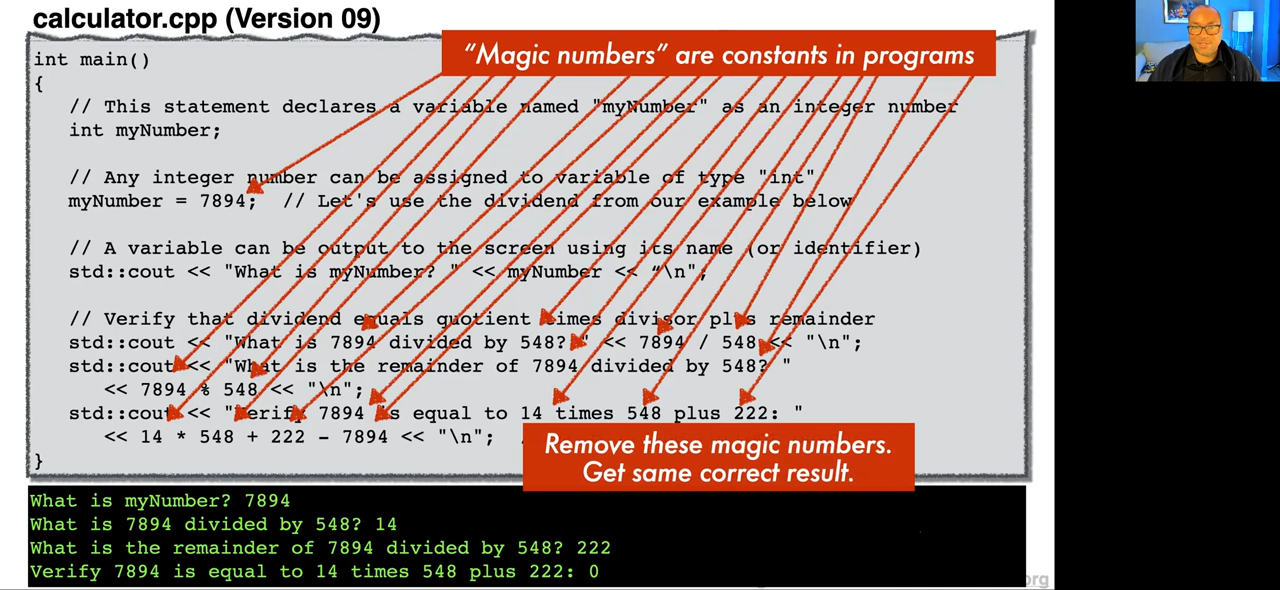 calculator.cpp (Version 09)
“Magic numbers” are constants in programs
int main()
{
// This statement declares a variable named "myNumber" as an integer number
int myNumber;
// Any integer number can be assigned to variable of type "int"
myNumber = 7894;  // Let's use the dividend from our example below
// A variable can be output to the screen using its name (or identifier)
std::cout << "What is myNumber? " << myNumber << “\n";
// Verify that dividend equals quotient times divisor plus remainder
std::cout << "What is 7894 divided by 548? " << 7894 / 548 << "\n";
std::cout << "What is the remainder of 7894 divided by 548? "
<< 7894 % 548 << "\n";
std::cout << "Verify 7894 is equal to 14 times 548 plus 222: "
<< 14 * 548 + 222 - 7894 << "\n";
}
Remove these magic numbers.
Get same correct result.
What is myNumber? 7894
What is 7894 divided by 548? 14
What is the remainder of 7894 divided by 548? 222
Verify 7894 is equal to 14 times 548 plus 222: 0
org